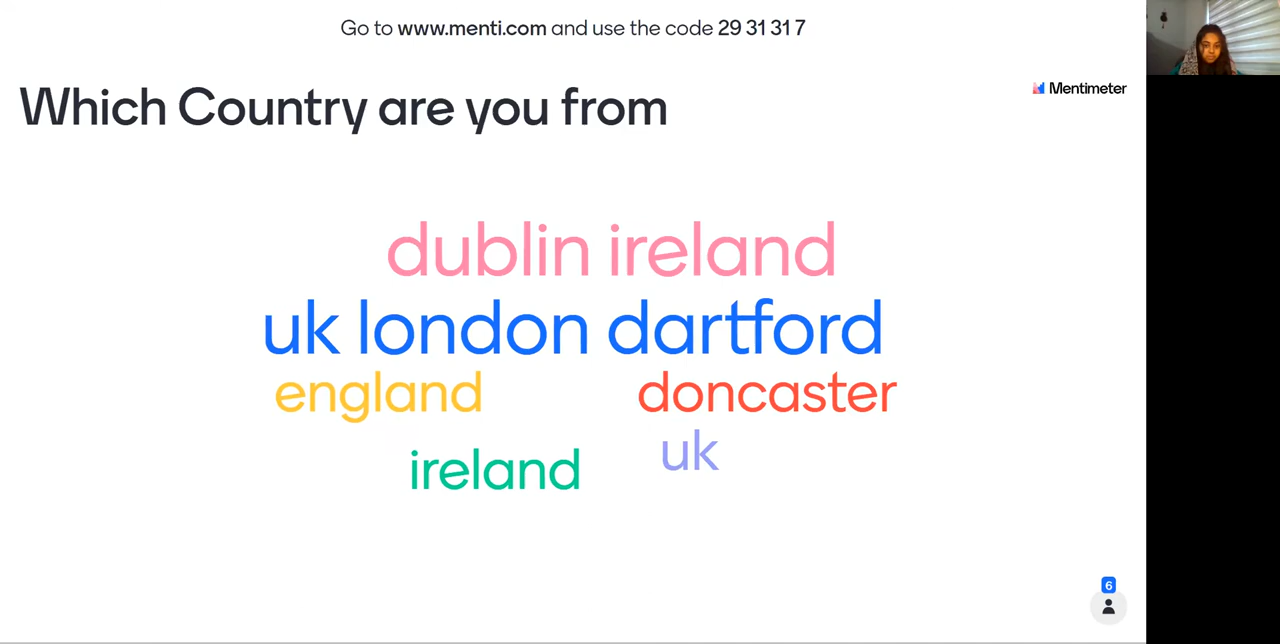 Go to www.menti.com and use the code 29 31 31 7
Mentimeter
Which Country are you from
dublin ireland
uk london dartford
england doncaster
ireland uk
6